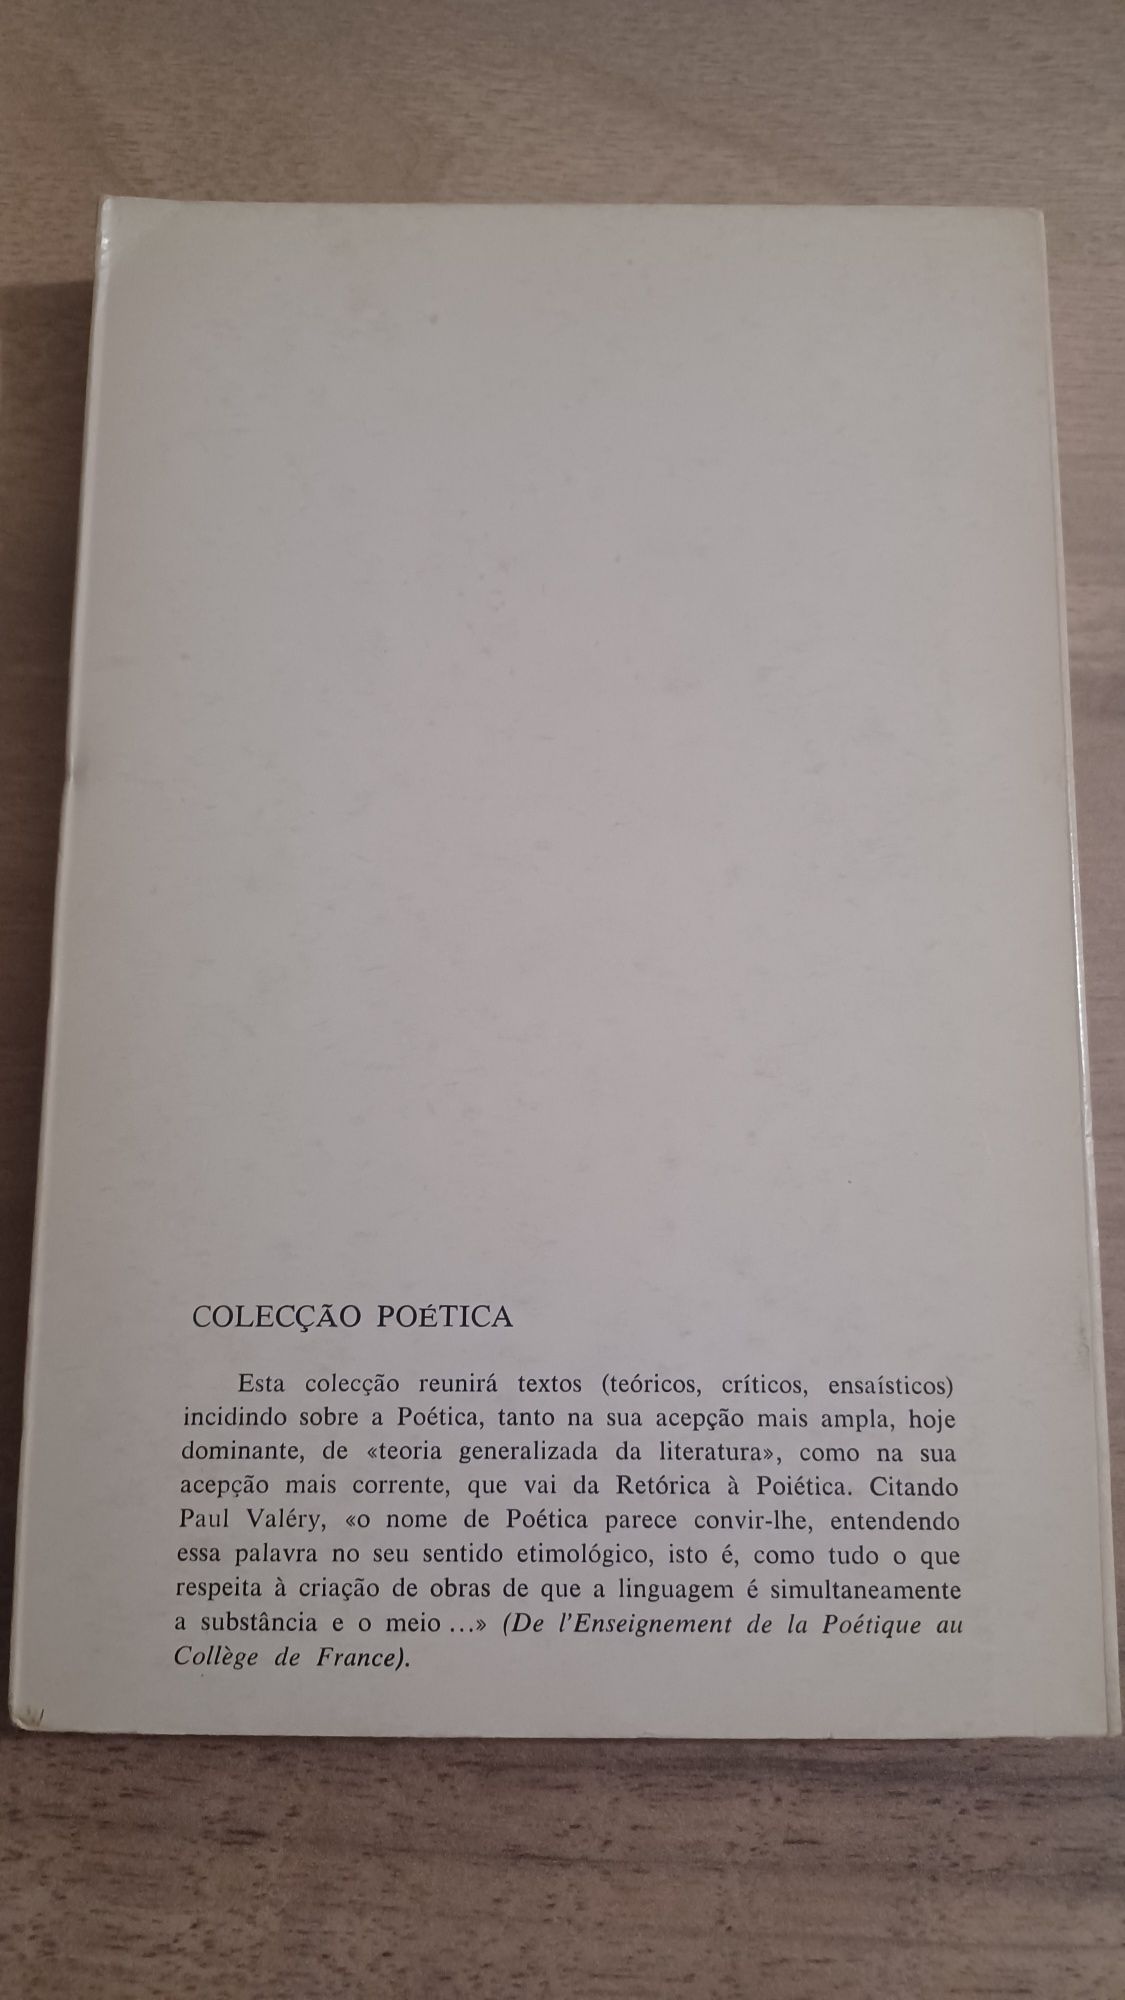 COLECÇÃO POÉTICA
Esta colecção reunirá textos (teóricos, críticos, ensaísticos)
incidindo sobre a Poética, tanto na sua acepção mais ampla, hoje
dominante, de «teoria generalizada da literatura», como na sua
acepção mais corrente, que vai da Retórica à Poiética. Citando
Paul Valéry, «o nome de Poética parece convir-lhe, entendendo
essa palavra no seu sentido etimológico, isto é, como tudo o que
respeita à criação de obras de que a linguagem é simultaneamente
a substância e o meio ...» (De l'Enseignement de la Poétique au
Collège de France).